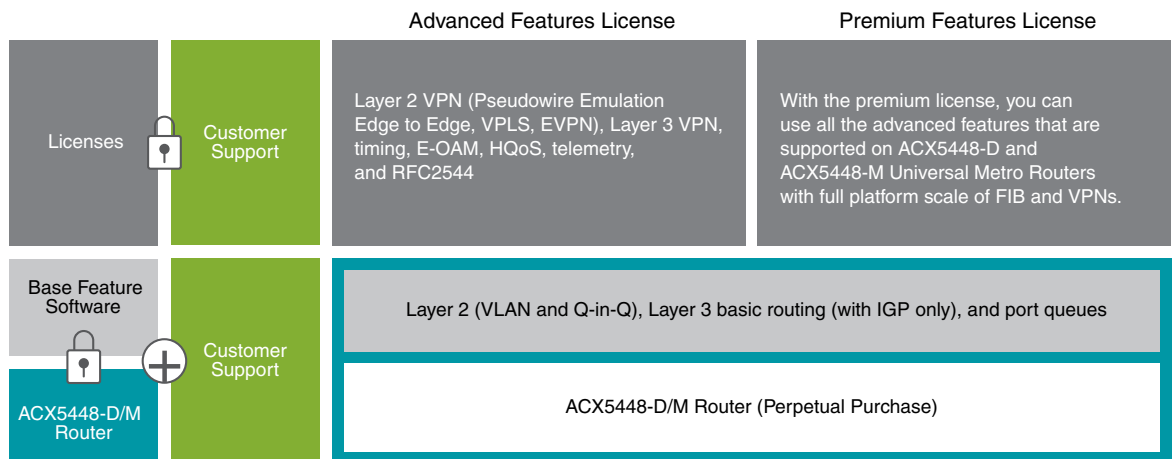 Advanced Features License
Premium Features License
Licenses
Customer
Support
Layer 2 VPN (Pseudowire Emulation
Edge to Edge, VPLS, EVPN), Layer 3 VPN,
timing, E-OAM, HQoS, telemetry,
and RFC2544
With the premium license, you can
use all the advanced features that are
supported on ACX5448-D and
ACX5448-M Universal Metro Routers
with full platform scale of FIB and VPNs.
Base Feature
Software
ACX5448-D/M
Router
Customer
Support
Layer 2 (VLAN and Q-in-Q), Layer 3 basic routing (with IGP only), and port queues
ACX5448-D/M Router (Perpetual Purchase)